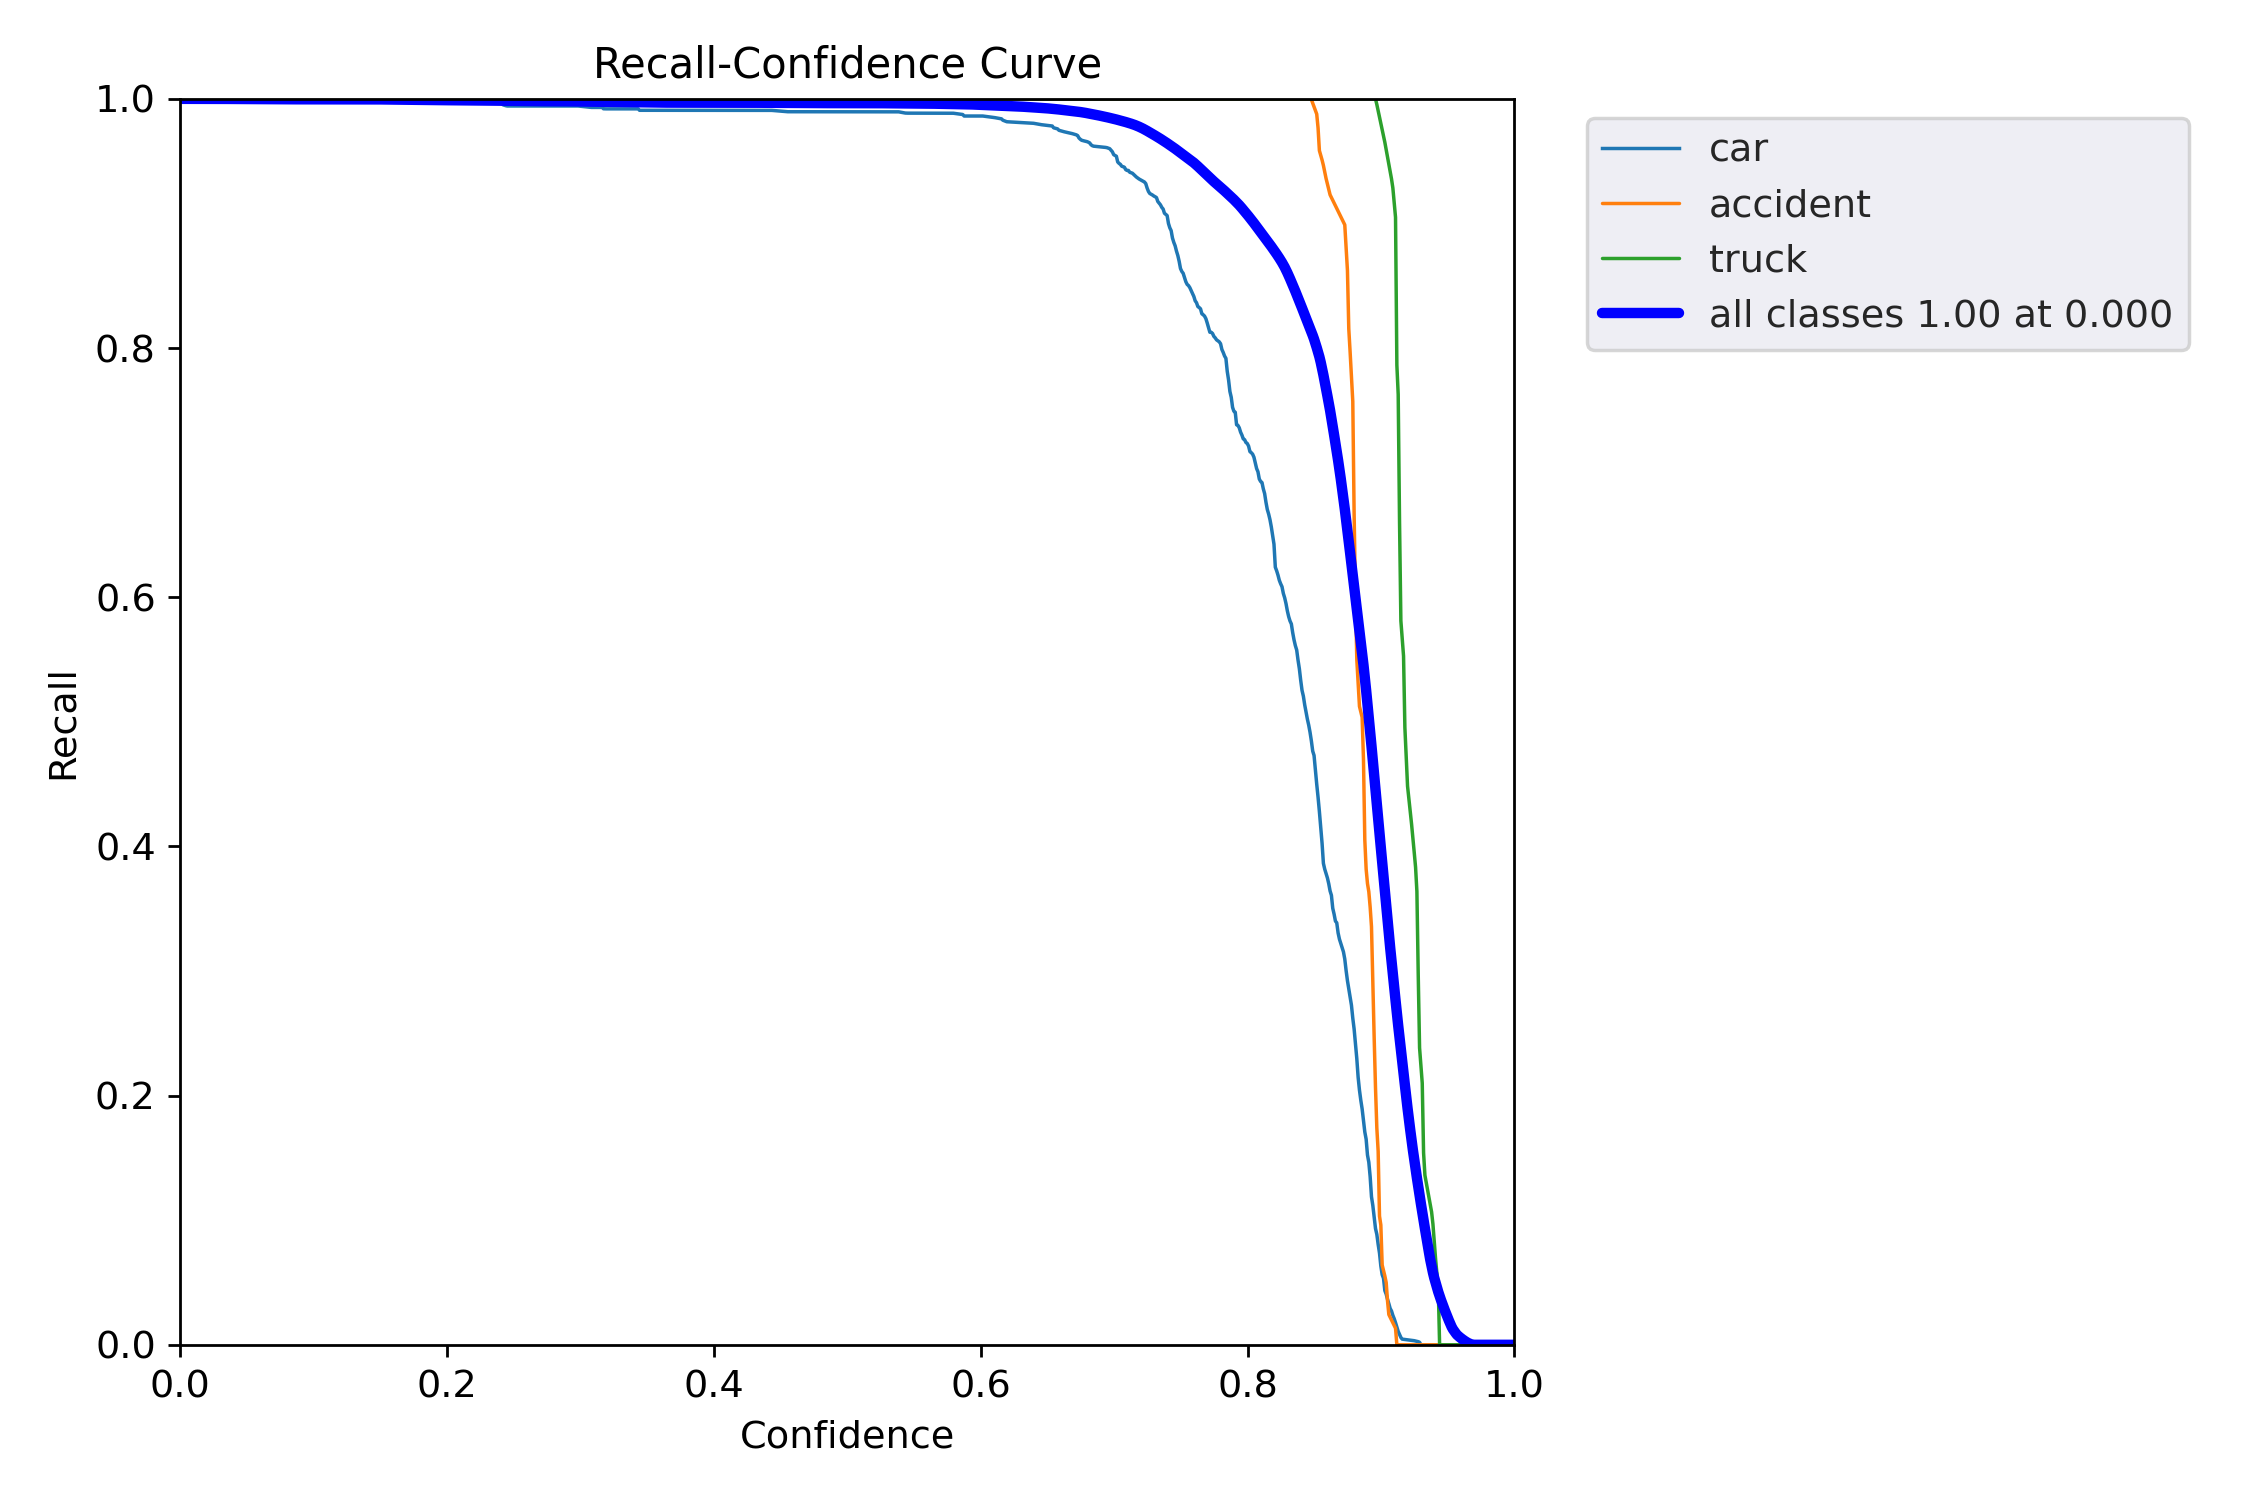 Recall-Confidence Curve
1.0
0.8
0.6
0.4
0.2
0.0
Recall
0.0 0.2 0.4 0.6 0.8 1.0
Confidence
car
accident
truck
all classes 1.00 at 0.000